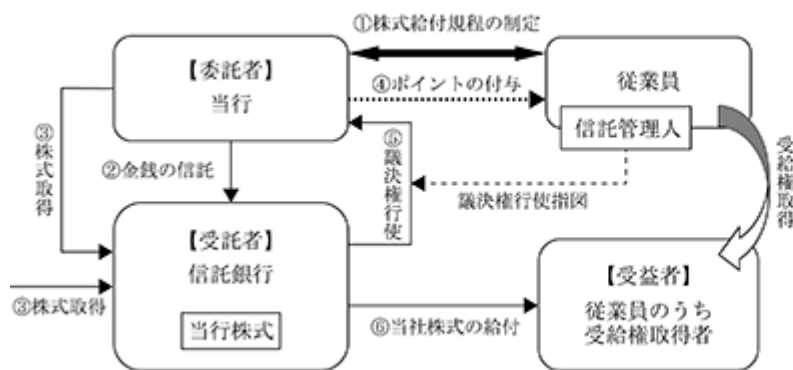 ①株式給付規程の制定
【委託者】
当行
④ポイントの付与
従業員
信託管理人
③株式取得
②金銭の信託
⑤議決権行使
議決権行使指図
受給権取得
【受託者】
信託銀行
当行株式
③株式取得
⑥当社株式の給付
【受益者】
従業員のうち
受給権取得者